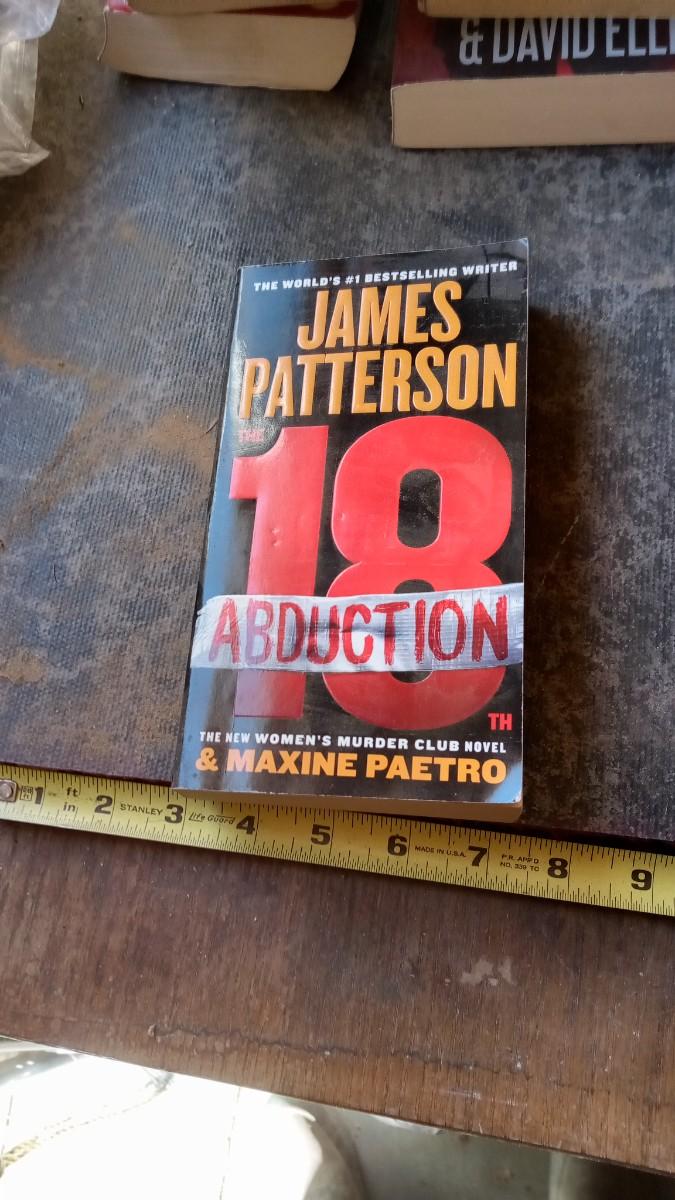 & DAVID ELL
THE WORLD'S #1 BESTSELLING WRITER
JAMES
PATTERSON
THE
18
ABDUCTION
TH
THE NEW WOMEN'S MURDER CLUB NOVEL
& MAXINE PAETRO
1 ft in 2 STANLEY 3 Life Guard 4 5 6 MADE IN U.S.A. 7 P.R. APP'D NO. 339 TC 8 9